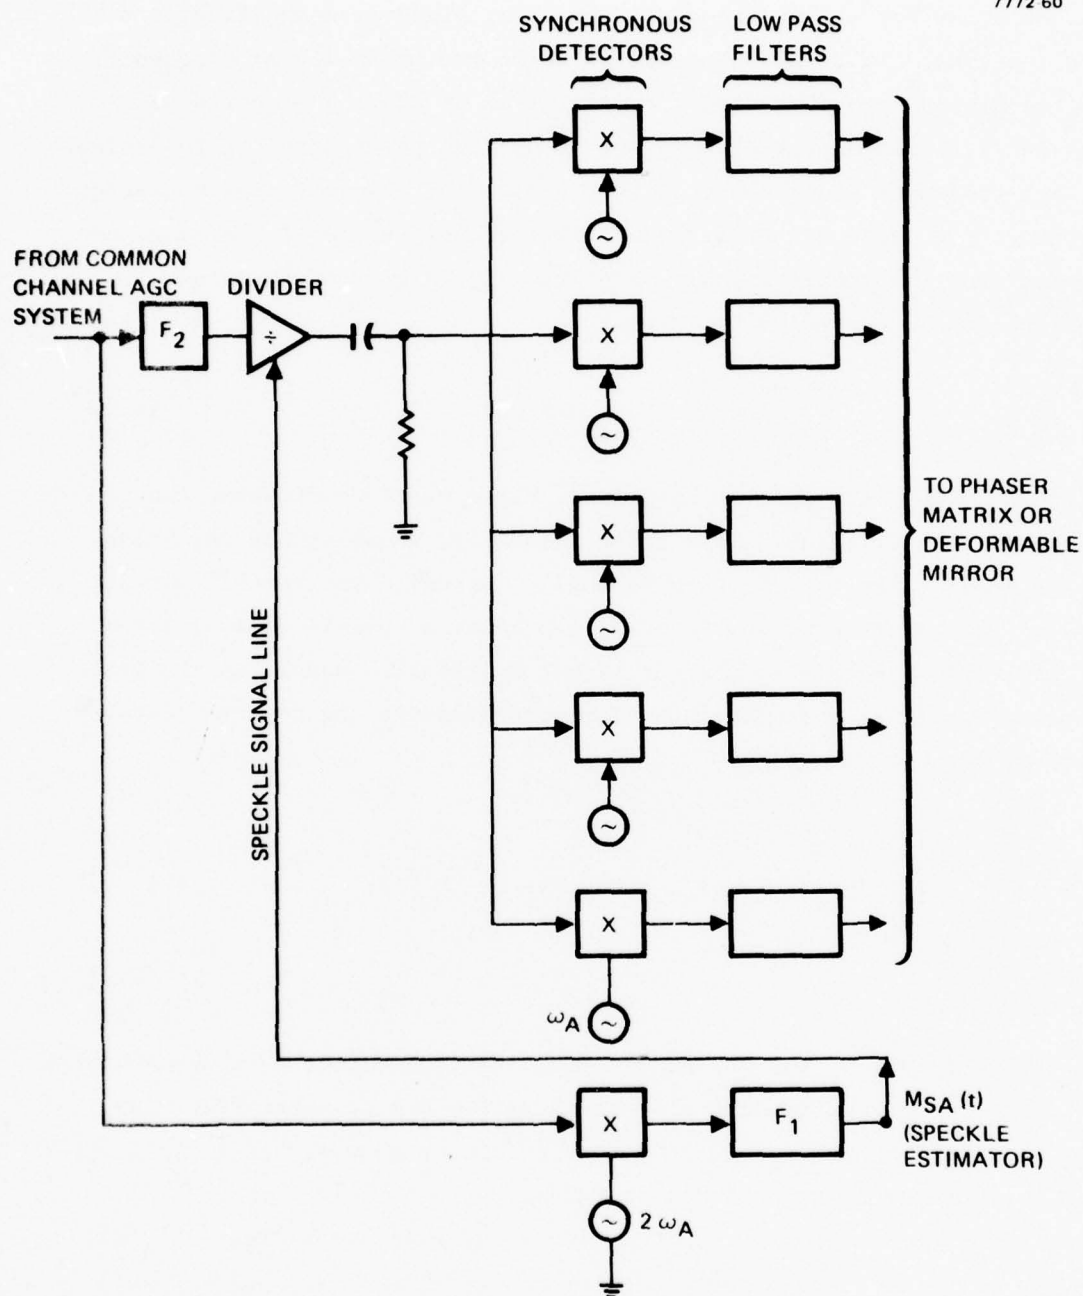 7772-60
SYNCHRONOUS
DETECTORS
LOW PASS
FILTERS
X
~
FROM COMMON
CHANNEL AGC
SYSTEM
F2
DIVIDER
÷
X
~
X
~
TO PHASER
MATRIX OR
DEFORMABLE
MIRROR
SPECKLE SIGNAL LINE
X
~
X
ωA ~
X
F1
MSA (t)
(SPECKLE
ESTIMATOR)
~ 2 ωA